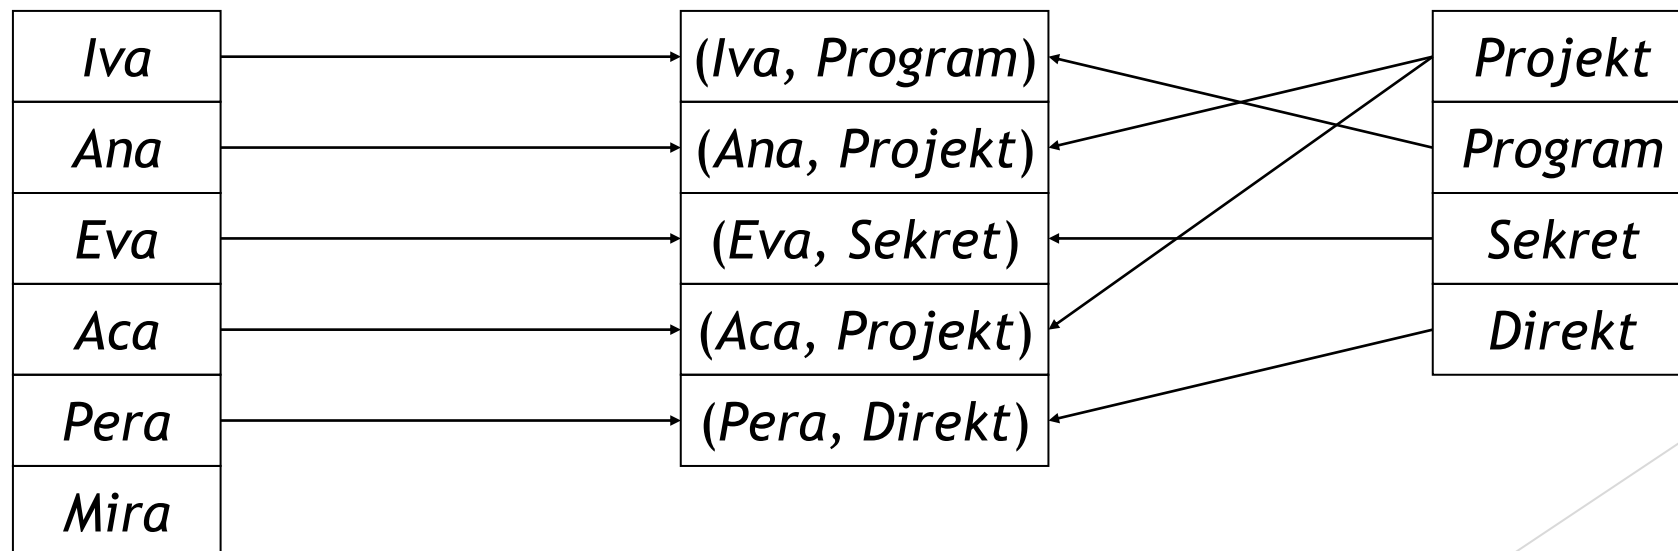 Iva
(Iva, Program)
Projekt
Ana
(Ana, Projekt)
Program
Eva
(Eva, Sekret)
Sekret
Aca
(Aca, Projekt)
Direkt
Pera
(Pera, Direkt)
Mira